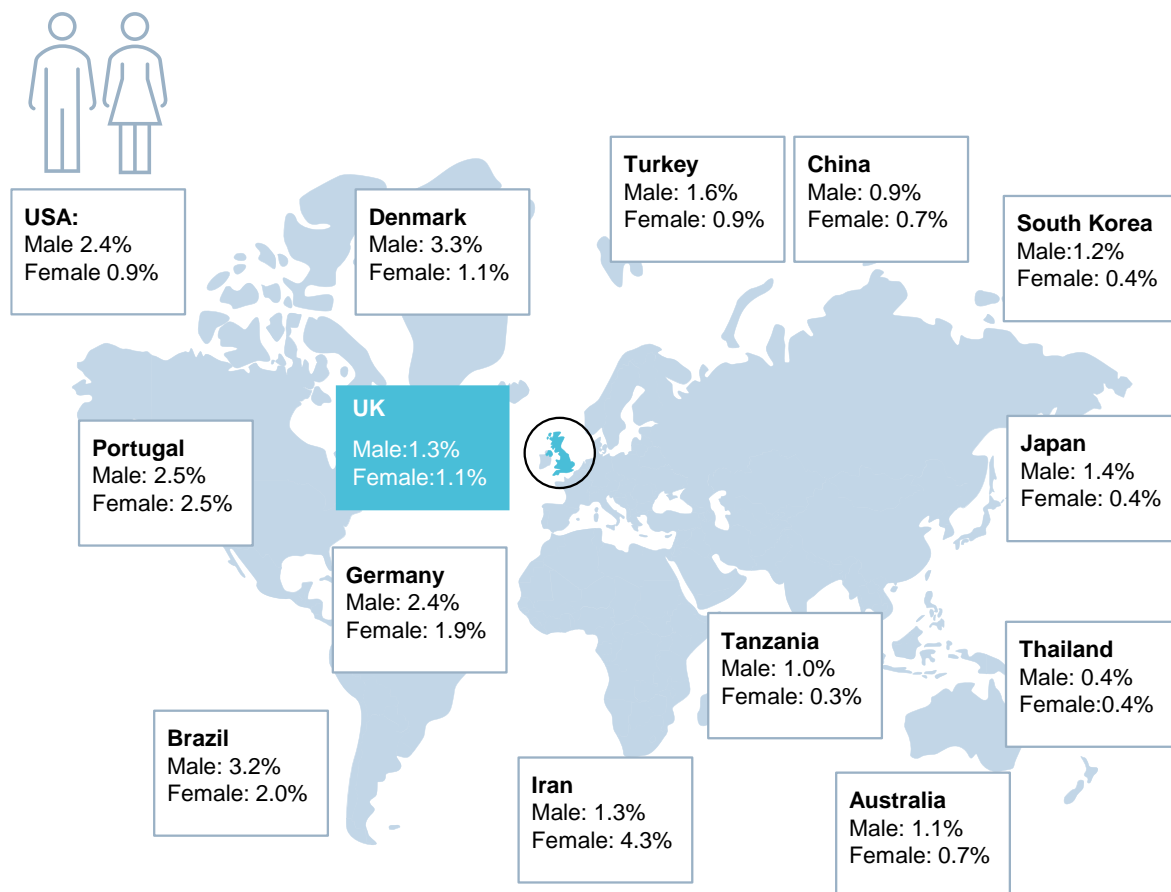 USA:
Male 2.4%
Female 0.9%
Denmark
Male: 3.3%
Female: 1.1%
Turkey
Male: 1.6%
Female: 0.9%
China
Male: 0.9%
Female: 0.7%
South Korea
Male:1.2%
Female: 0.4%
UK
Male:1.3%
Female:1.1%
Portugal
Male: 2.5%
Female: 2.5%
Japan
Male: 1.4%
Female: 0.4%
Germany
Male: 2.4%
Female: 1.9%
Tanzania
Male: 1.0%
Female: 0.3%
Thailand
Male: 0.4%
Female:0.4%
Brazil
Male: 3.2%
Female: 2.0%
Iran
Male: 1.3%
Female: 4.3%
Australia
Male: 1.1%
Female: 0.7%